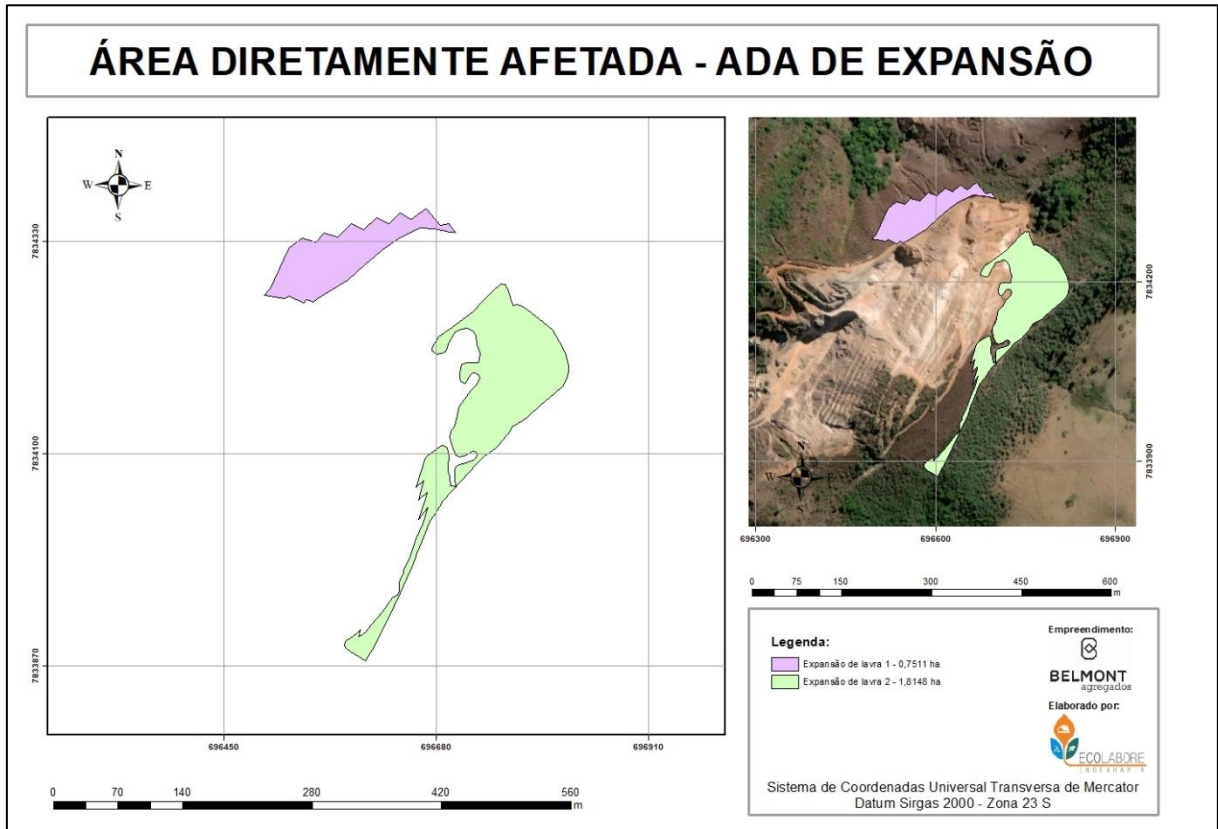 ÁREA DIRETAMENTE AFETADA - ADA DE EXPANSÃO
N
W E
S
7834330
7834100
7833870
696450 696680 696910
0 70 140 280 420 560
m
7834200
7833900
N
W E
S
696300 696600 696900
0 75 150 300 450 600
m
Legenda:
Expansão de lavra 1 - 0,7511 ha
Expansão de lavra 2 - 1,8148 ha
Empreendimento:
BELMONT
agregados
Elaborado por:
ECOLABORE
ENGENHARIA
Sistema de Coordenadas Universal Transversa de Mercator
Datum Sirgas 2000 - Zona 23 S